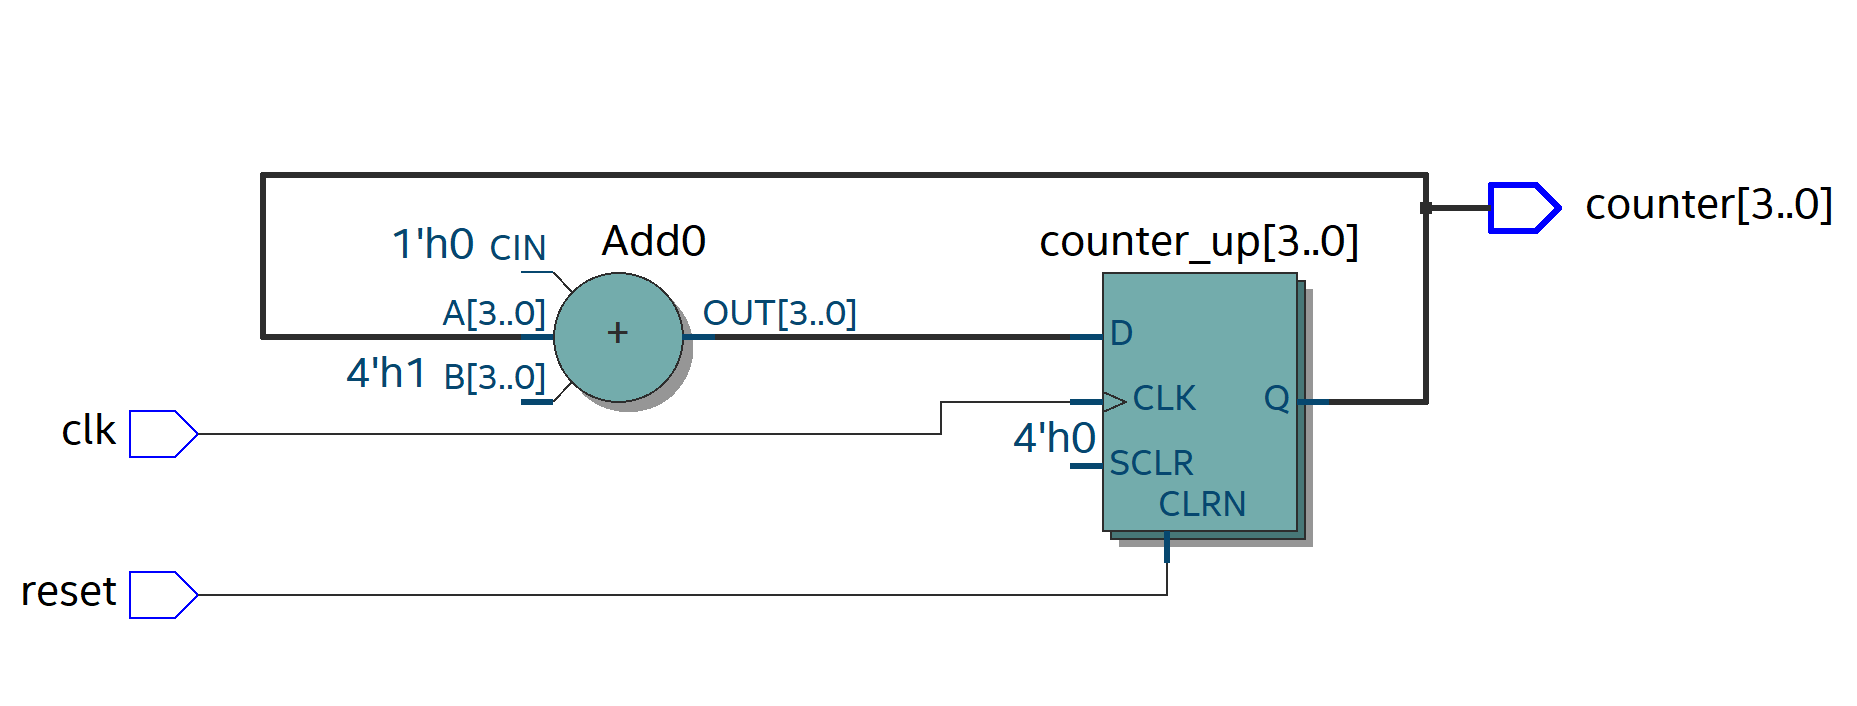 counter[3..0]
1'h0 CIN
Add0
counter_up[3..0]
A[3..0]
OUT[3..0]
+
D
4'h1 B[3..0]
CLK
Q
clk
4'h0
SCLR
CLRN
reset